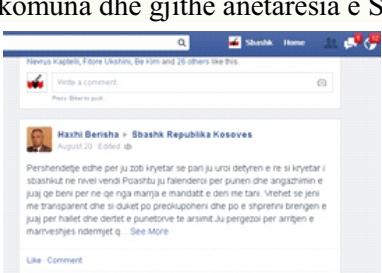 komuna dhe gjithe anetaresia e S
Sbashk Home
Nevrus Kaptelli, Fitore Ukshini, Be Kim and 26 others like this.
Write a comment.
Press Enter to post.
Haxhi Berisha ▸ Sbashk Republika Kosoves
August 20 · Edited
Pershendetje edhe per ju zoti kryetar se pari ju uroi detyren e re si kryetar i
sbashkut ne nivel vendi Poashtu ju falenderoi per punen dhe angazhimin e
juaj qe beni per ne qe nga marrja e mandatit e deri me tani. Vrehet se jeni
me transparent dhe si duket po preokupoheni dhe po e shprehni brengen e
juaj per hallet dhe dertet e punetorve te arsimit.Ju pergezoi per arritjen e
marrveshjes ndermjet q... See More
Like · Comment